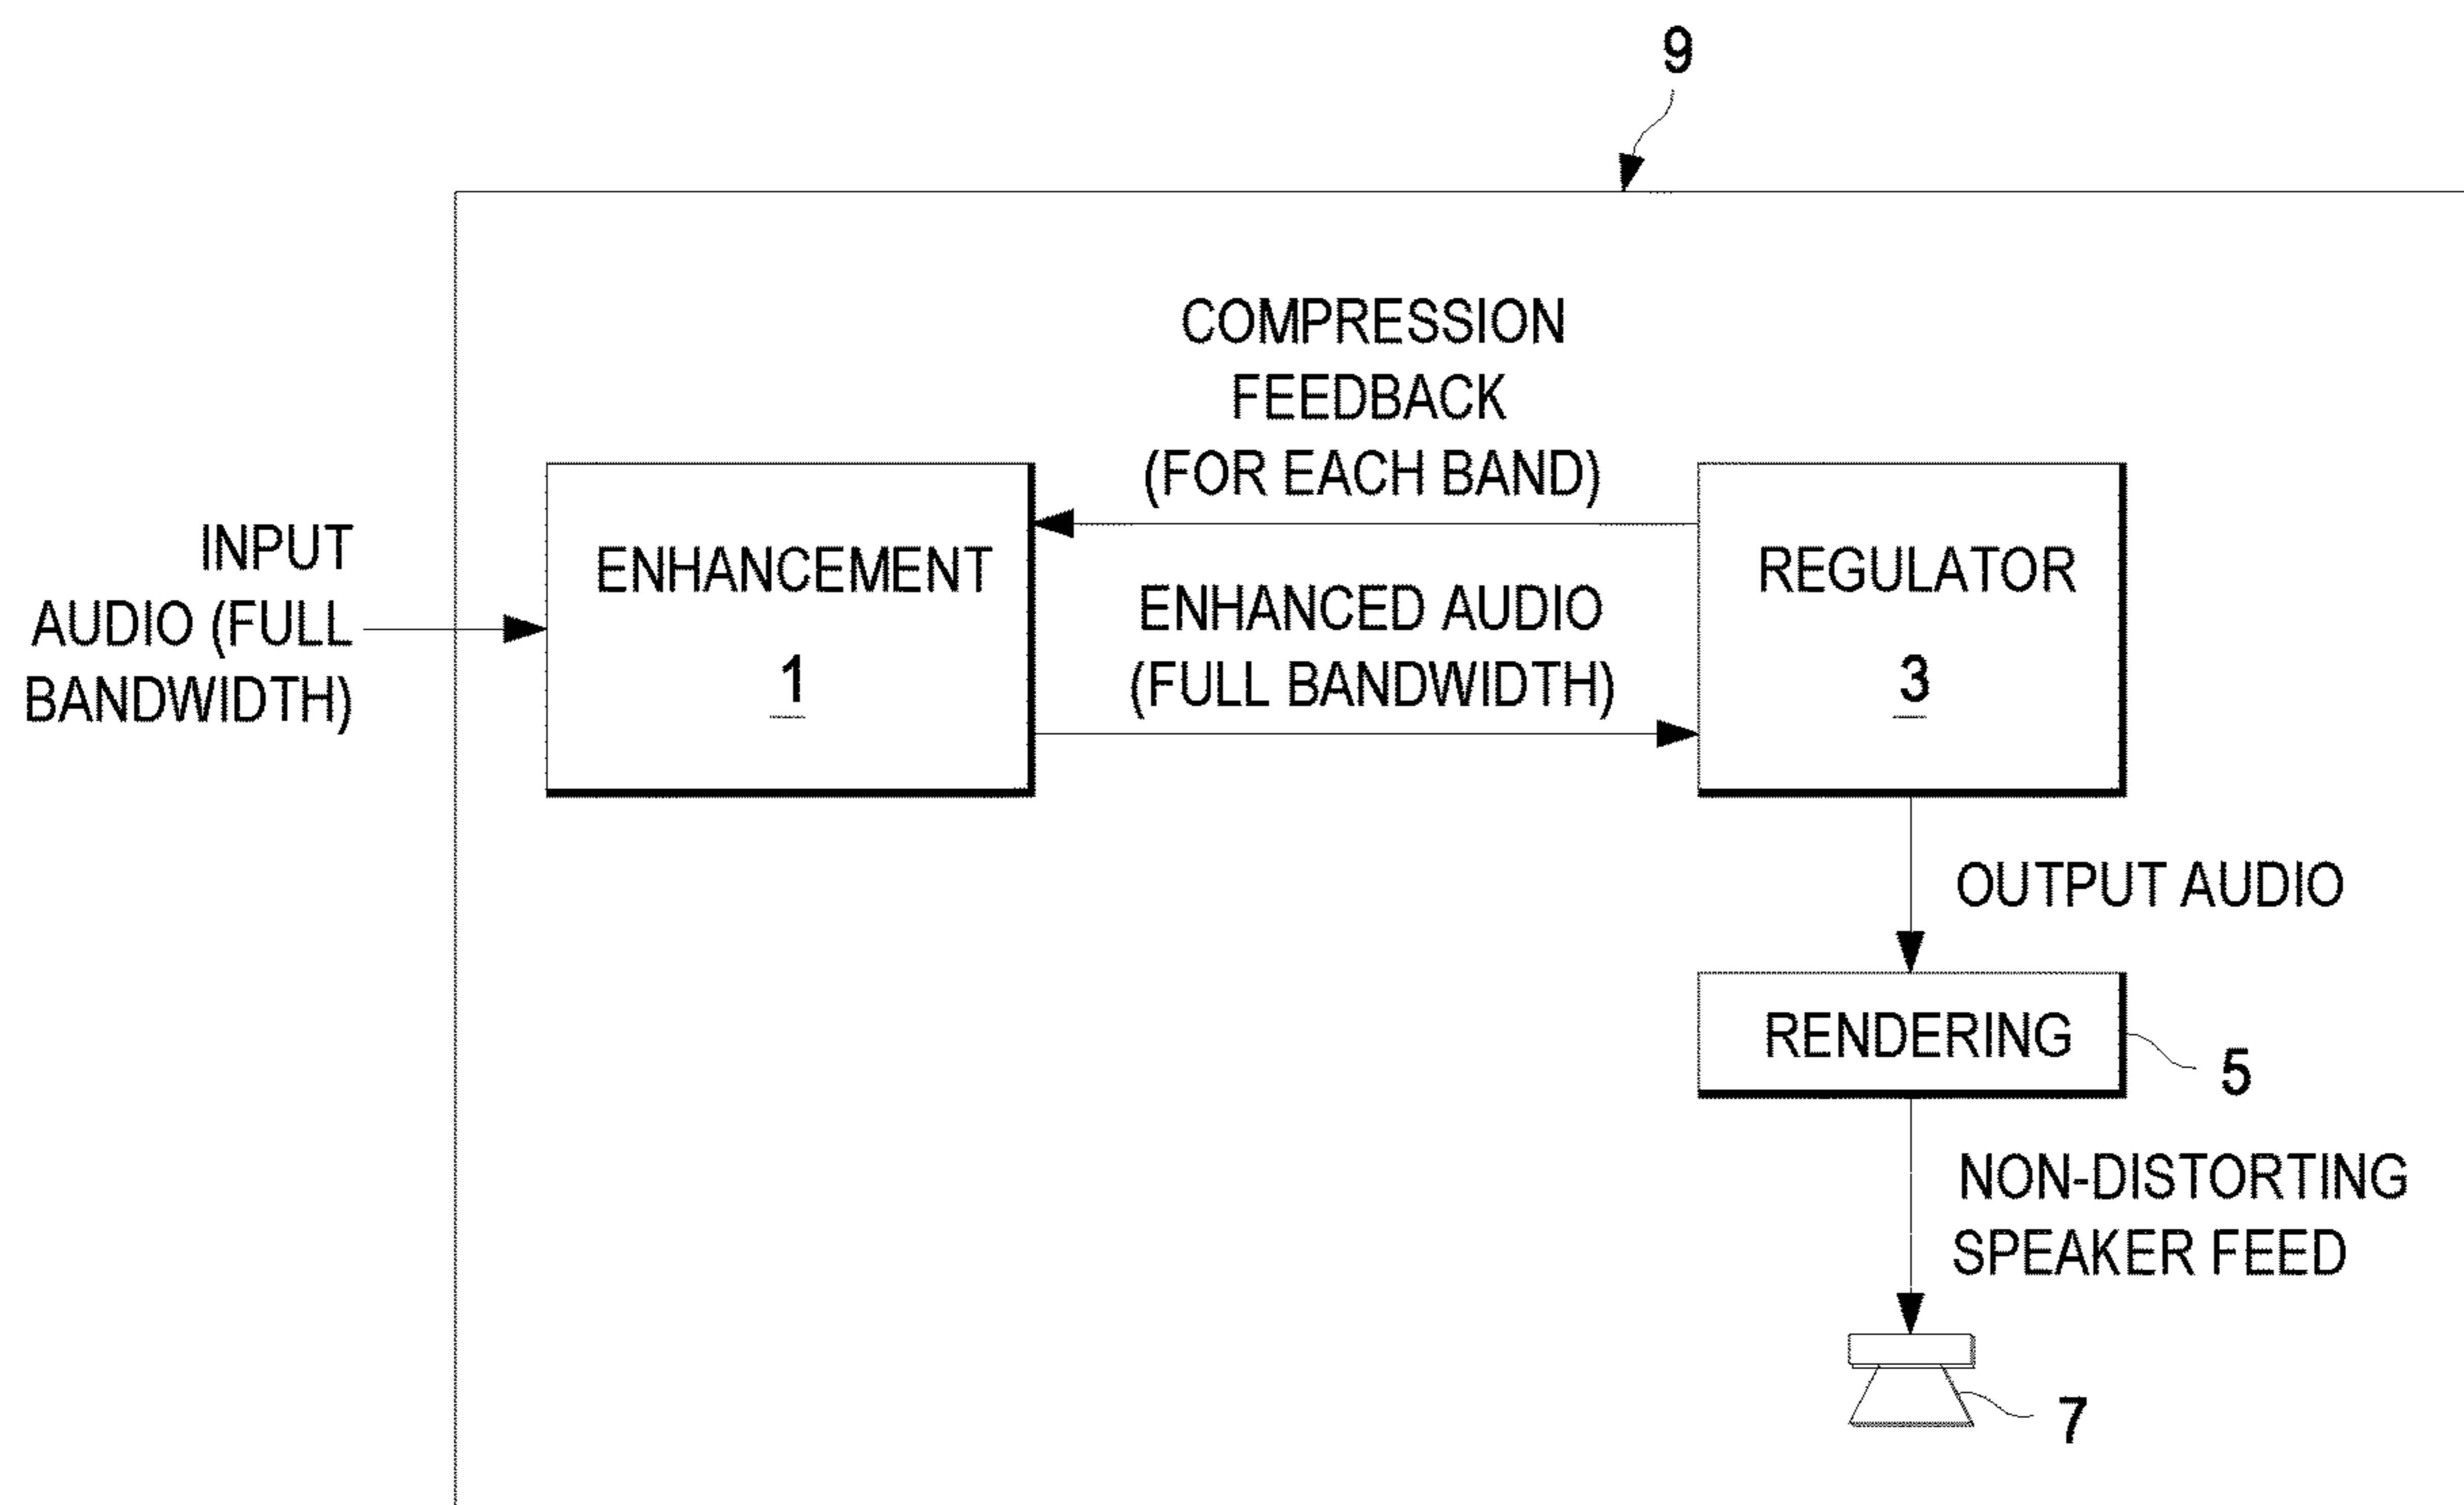 9
COMPRESSION
FEEDBACK
(FOR EACH BAND)
INPUT
AUDIO (FULL
BANDWIDTH)
ENHANCEMENT
1
ENHANCED AUDIO
(FULL BANDWIDTH)
REGULATOR
3
OUTPUT AUDIO
RENDERING
5
NON-DISTORTING
SPEAKER FEED
7